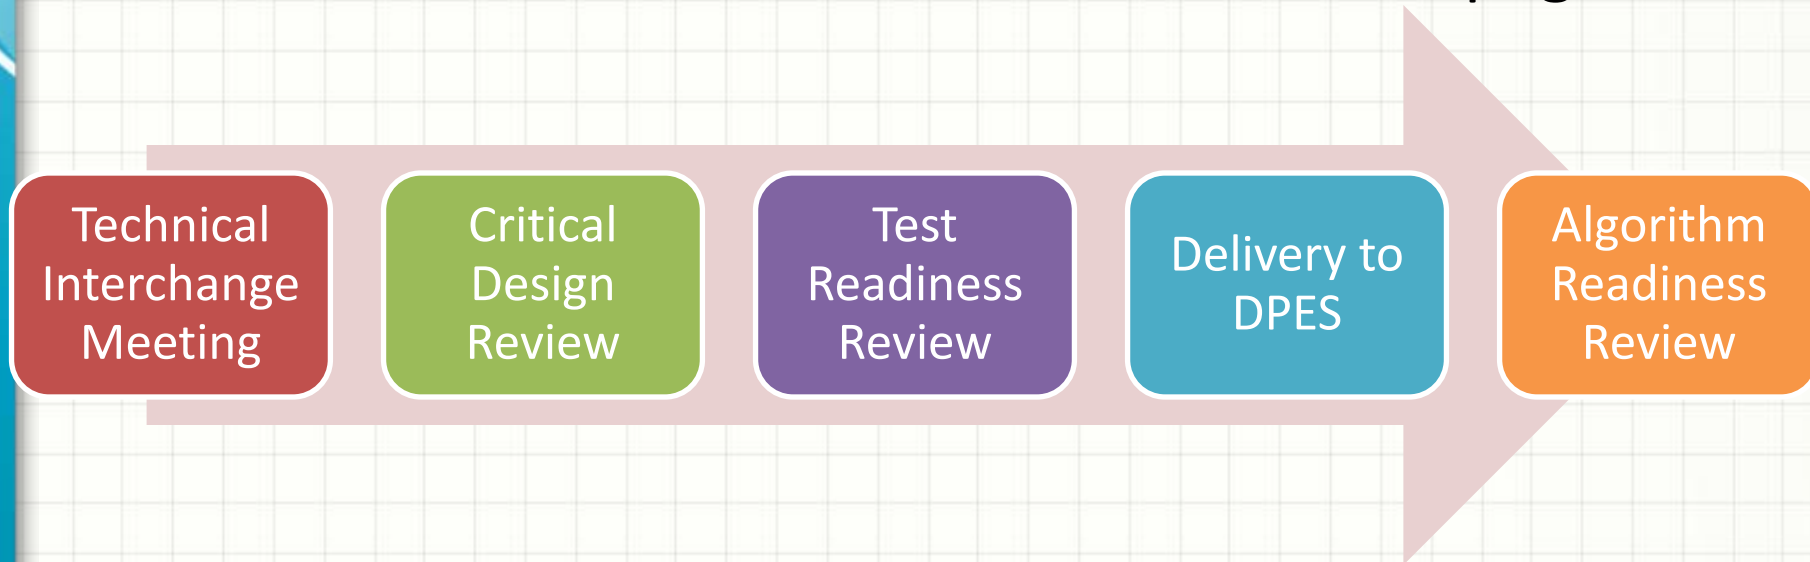 Technical
Interchange
Meeting
Critical
Design
Review
Test
Readiness
Review
Delivery to
DPES
Algorithm
Readiness
Review